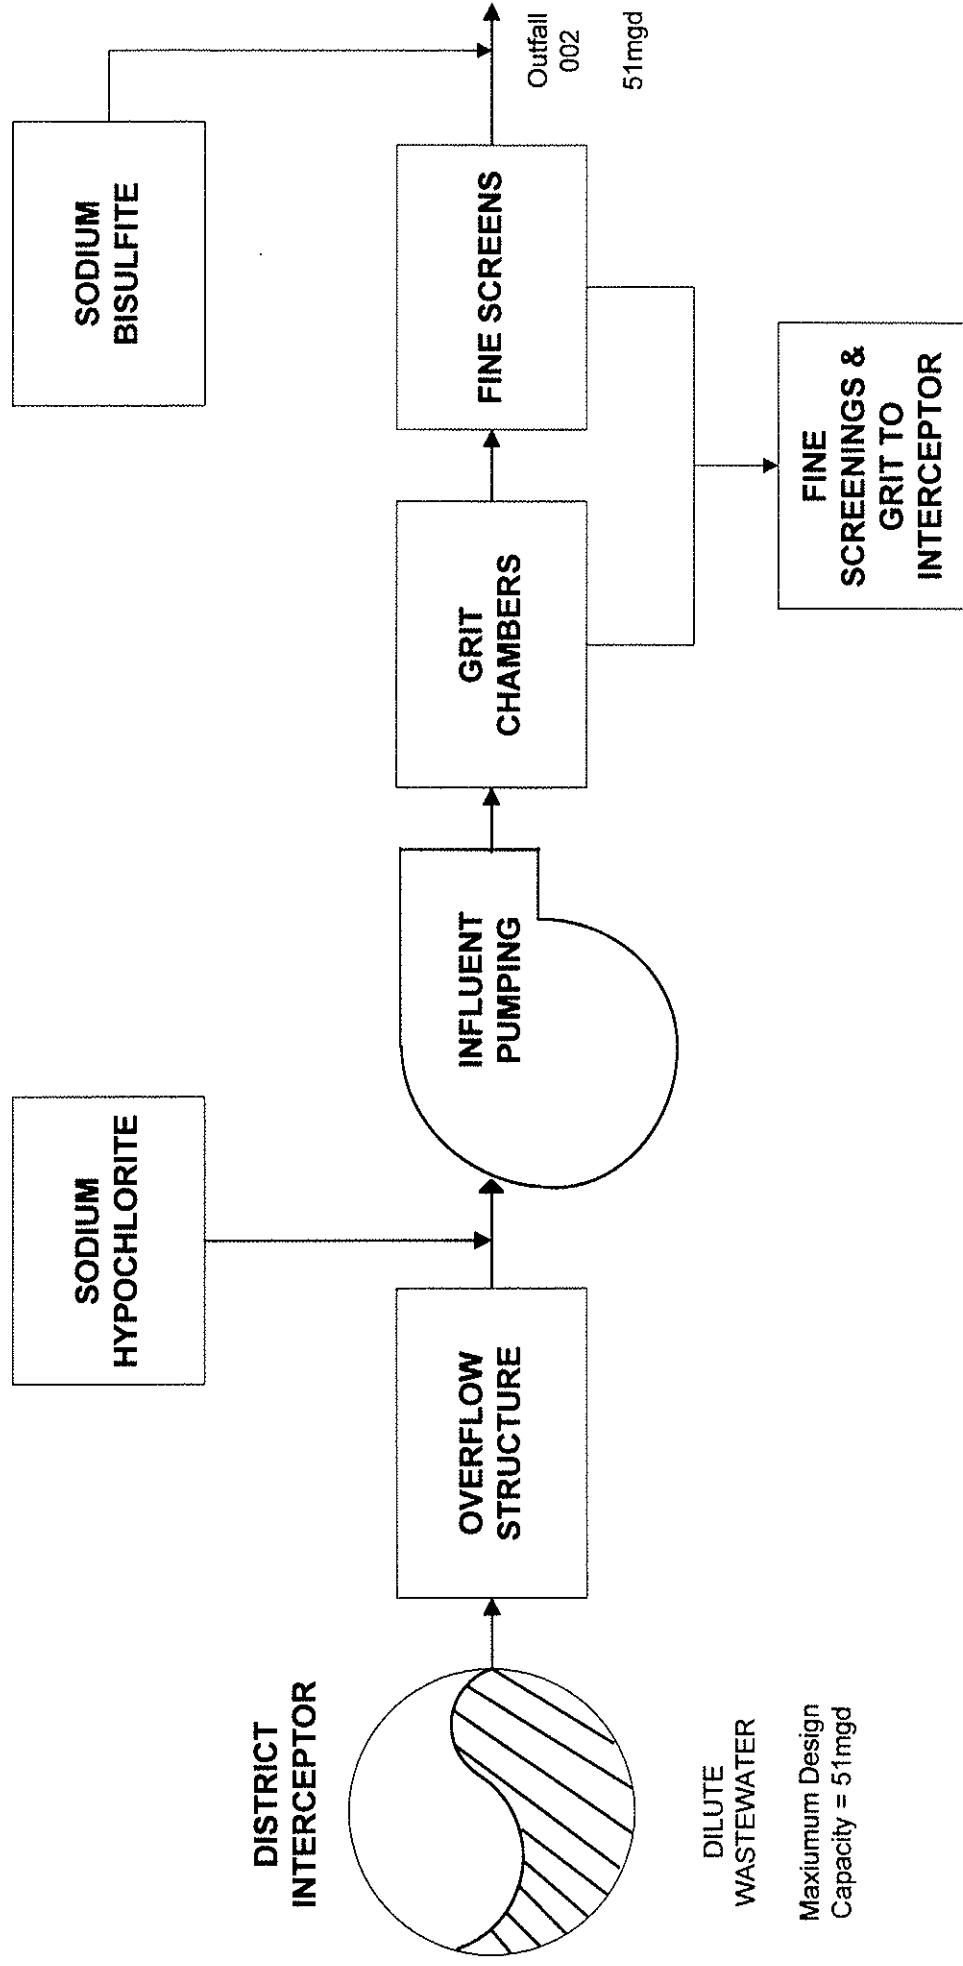 DISTRICT
INTERCEPTOR
DILUTE
WASTEWATER
Maxiumum Design
Capacity = 51mgd
OVERFLOW
STRUCTURE
SODIUM
HYPOCHLORITE
INFLUENT
PUMPING
GRIT
CHAMBERS
FINE SCREENS
FINE
SCREENINGS &
GRIT TO
INTERCEPTOR
SODIUM
BISULFITE
Outfall
002
51mgd